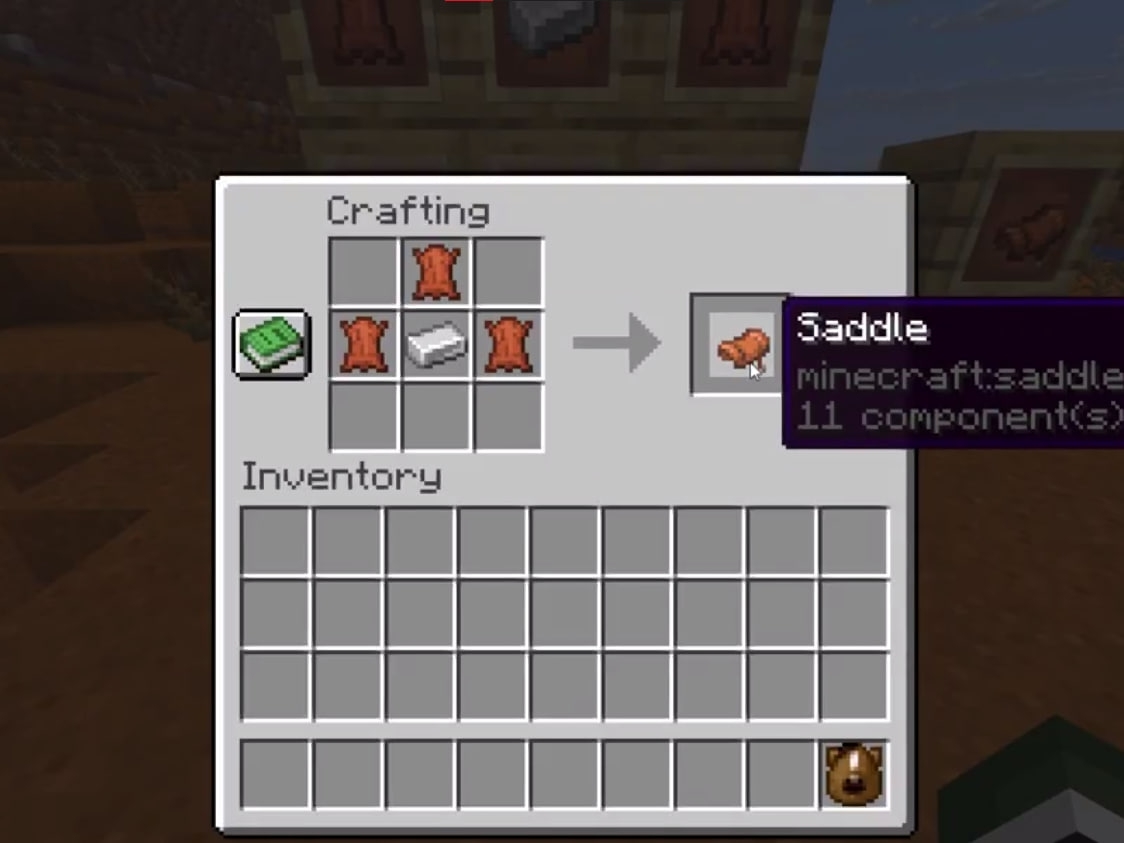 Crafting
Saddle
minecraft:saddle
11 component(s)
Inventory